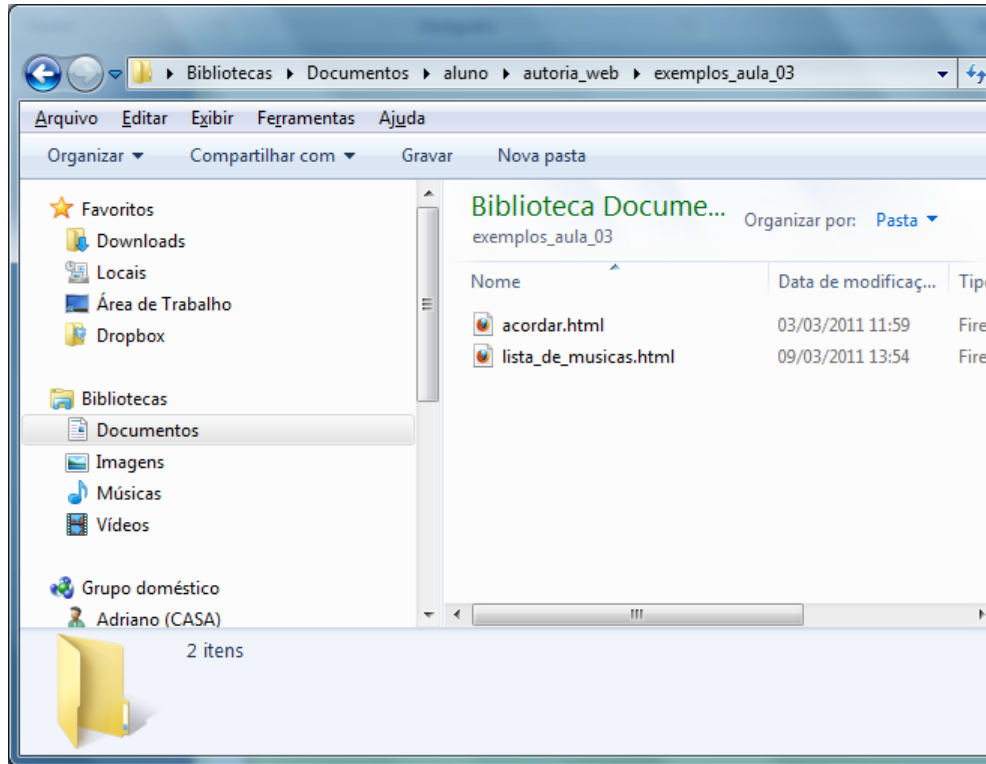 Bibliotecas ▸ Documentos ▸ aluno ▸ autoria_web ▸ exemplos_aula_03
Arquivo Editar Exibir Ferramentas Ajuda
Organizar Compartilhar com Gravar Nova pasta
Favoritos
Downloads
Locais
Área de Trabalho
Dropbox
Bibliotecas
Documentos
Imagens
Músicas
Vídeos
Grupo doméstico
Adriano (CASA)
Biblioteca Docume...
exemplos_aula_03
Organizar por: Pasta
Nome Data de modificaç... Tipo
acordar.html 03/03/2011 11:59 Fire
lista_de_musicas.html 09/03/2011 13:54 Fire
2 itens